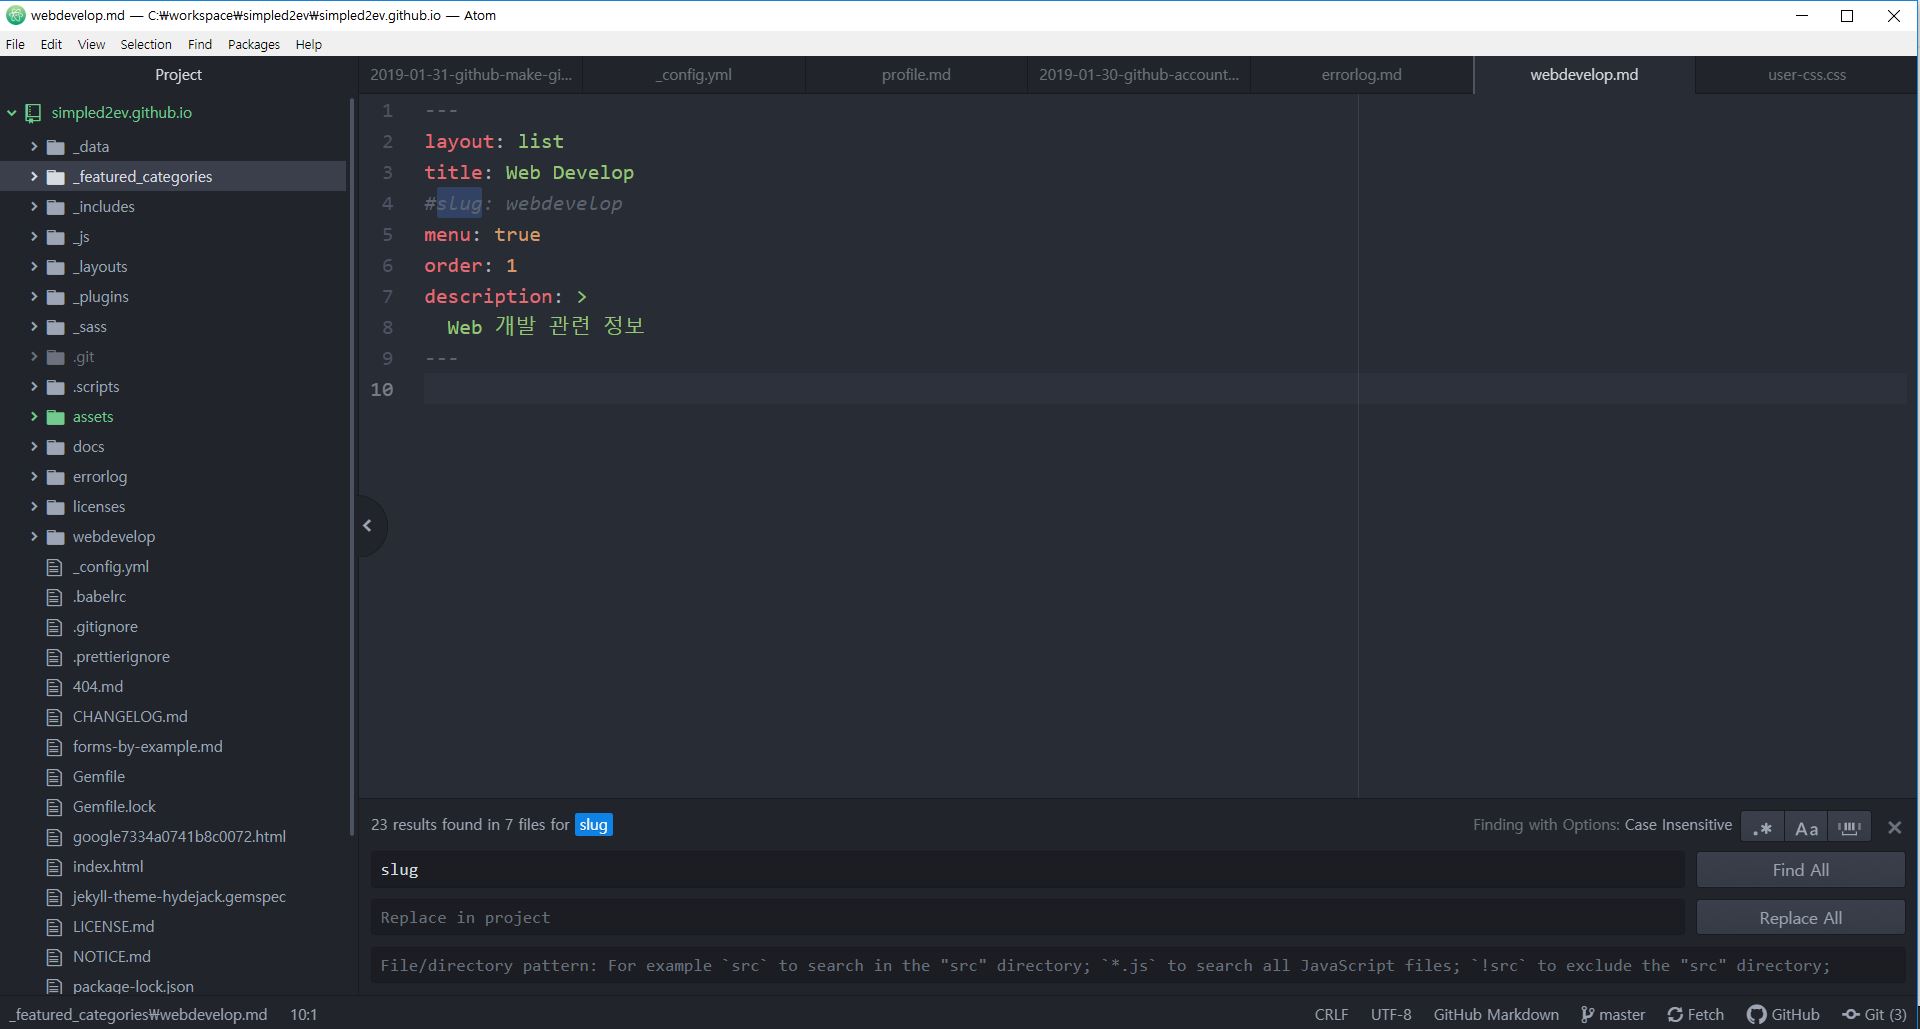 webdevelop.md — C:₩workspace₩simpled2ev₩simpled2ev.github.io — Atom
File Edit View Selection Find Packages Help
Project
simpled2ev.github.io
_data
_featured_categories
_includes
_js
_layouts
_plugins
_sass
.git
.scripts
assets
docs
errorlog
licenses
webdevelop
_config.yml
.babelrc
.gitignore
.prettierignore
404.md
CHANGELOG.md
forms-by-example.md
Gemfile
Gemfile.lock
google7334a0741b8c0072.html
index.html
jekyll-theme-hydejack.gemspec
LICENSE.md
NOTICE.md
package-lock.json
2019-01-31-github-make-gi... _config.yml profile.md 2019-01-30-github-account... errorlog.md webdevelop.md user-css.css
1 ---
2 layout: list
3 title: Web Develop
4 #slug: webdevelop
5 menu: true
6 order: 1
7 description: >
8 Web 개발 관련 정보
9 ---
10
23 results found in 7 files for slug Finding with Options: Case Insensitive .* Aa
slug Find All
Replace in project Replace All
File/directory pattern: For example `src` to search in the "src" directory; `*.js` to search all JavaScript files; `!src` to exclude the "src" directory;
_featured_categories₩webdevelop.md 10:1 CRLF UTF-8 GitHub Markdown master Fetch GitHub Git (3)